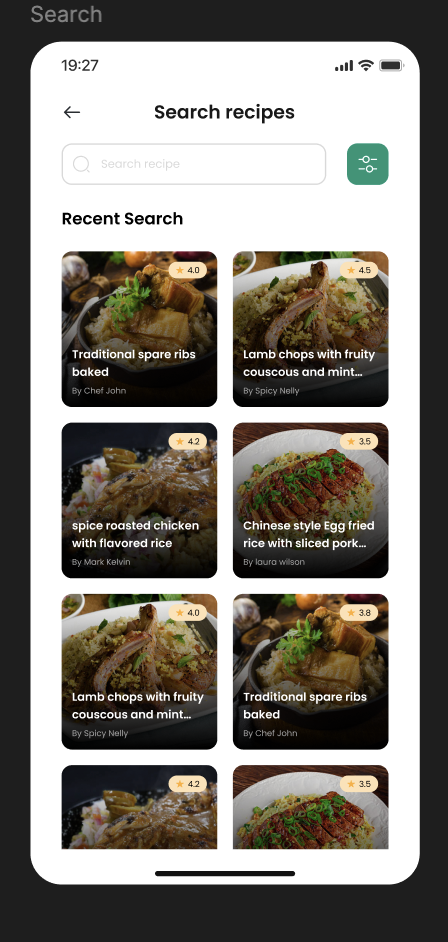 Search
19:27
Search recipes
Search recipe
Recent Search
4.0
Traditional spare ribs
baked
By Chef John
4.5
Lamb chops with fruity
couscous and mint...
By Spicy Nelly
4.2
spice roasted chicken
with flavored rice
By Mark Kelvin
3.5
Chinese style Egg fried
rice with sliced pork...
By laura wilson
4.0
Lamb chops with fruity
couscous and mint...
By Spicy Nelly
3.8
Traditional spare ribs
baked
By Chef John
4.2
3.5